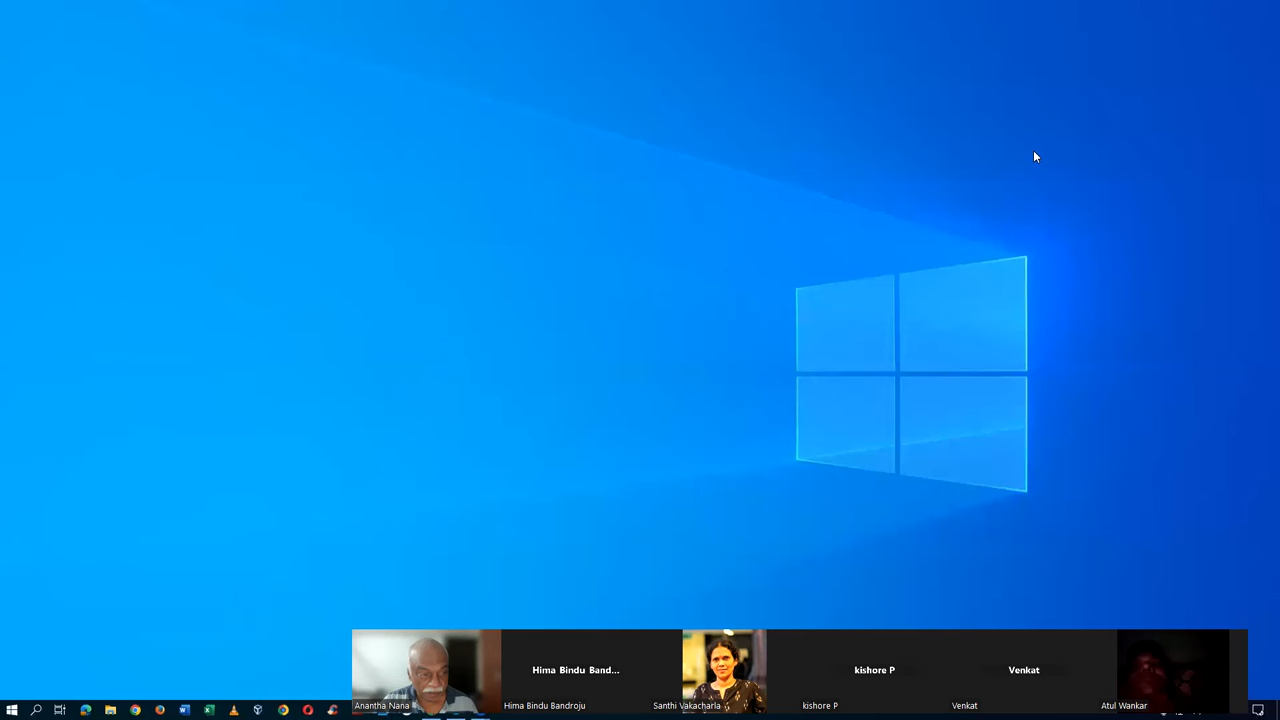 Hima Bindu Band...
kishore P
Venkat
Anantha Nana
Hima Bindu Bandroju
Santhi Vakacharla
kishore P
Venkat
Atul Wankar